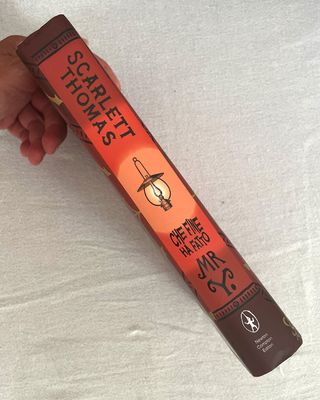 SCARLETT
THOMAS
CHE FINE
HA FATTO
MR
Y.
Newton
Compton
Editori